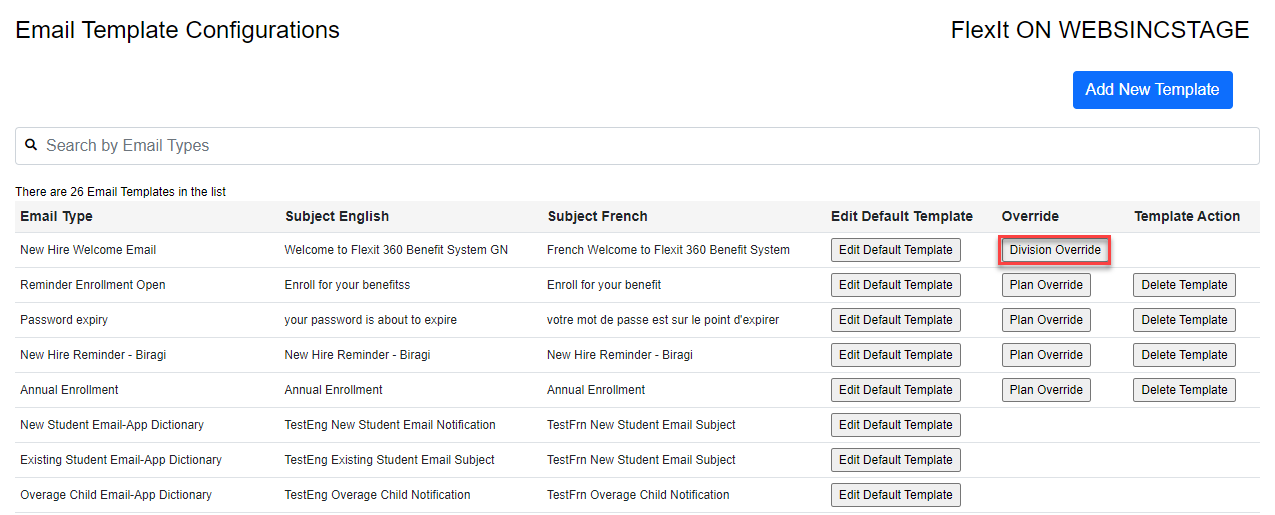 Email Template Configurations FlexIt ON WEBSINCSTAGE
Add New Template
Search by Email Types
There are 26 Email Templates in the list
Email Type Subject English Subject French Edit Default Template Override Template Action
New Hire Welcome Email Welcome to Flexit 360 Benefit System GN French Welcome to Flexit 360 Benefit System Edit Default Template Division Override
Reminder Enrollment Open Enroll for your benefitss Enroll for your benefit Edit Default Template Plan Override Delete Template
Password expiry your password is about to expire votre mot de passe est sur le point d'expirer Edit Default Template Plan Override Delete Template
New Hire Reminder - Biragi New Hire Reminder - Biragi New Hire Reminder - Biragi Edit Default Template Plan Override Delete Template
Annual Enrollment Annual Enrollment Annual Enrollment Edit Default Template Plan Override Delete Template
New Student Email-App Dictionary TestEng New Student Email Notification TestFrn New Student Email Subject Edit Default Template
Existing Student Email-App Dictionary TestEng Existing Student Email Subject TestFrn New Student Email Subject Edit Default Template
Overage Child Email-App Dictionary TestEng Overage Child Notification TestFrn Overage Child Notification Edit Default Template